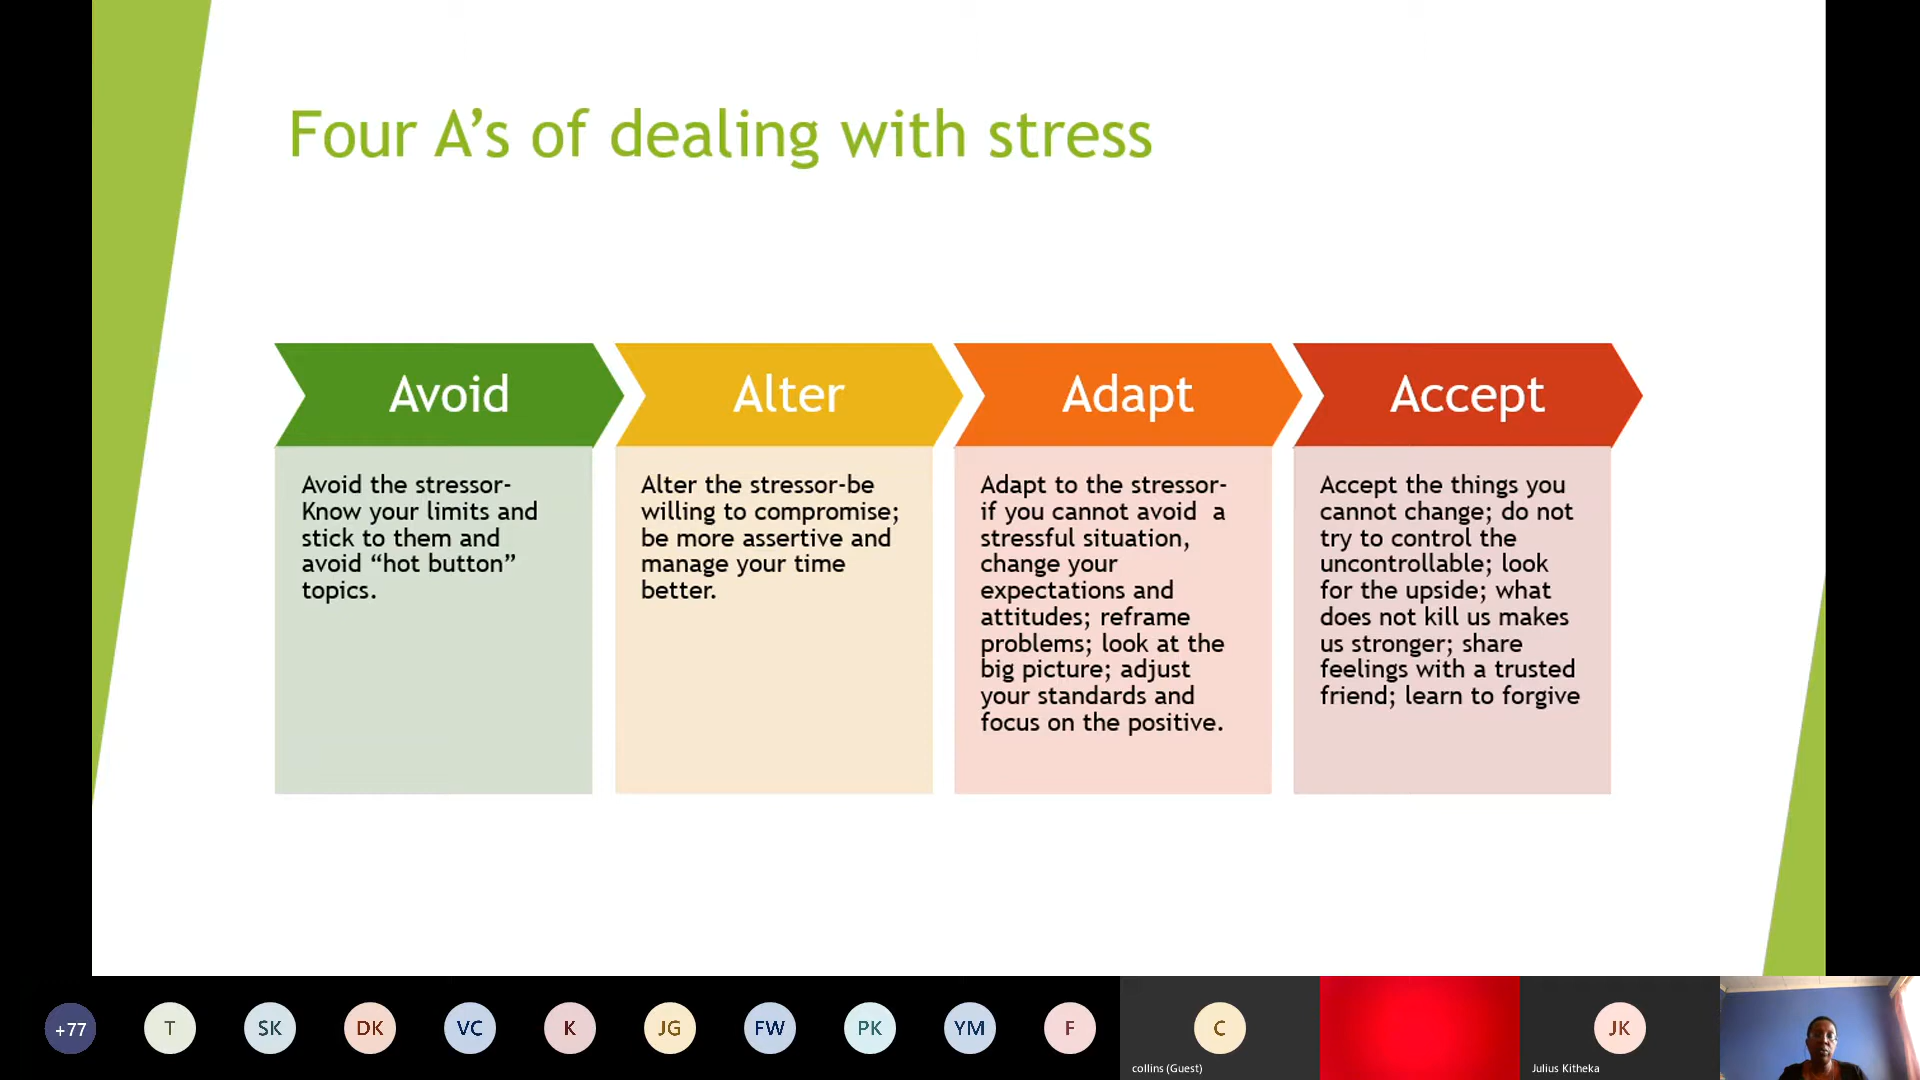 Four A’s of dealing with stress
Avoid
Avoid the stressor-
Know your limits and
stick to them and
avoid “hot button”
topics.
Alter
Alter the stressor-be
willing to compromise;
be more assertive and
manage your time
better.
Adapt
Adapt to the stressor-
if you cannot avoid  a
stressful situation,
change your
expectations and
attitudes; reframe
problems; look at the
big picture; adjust
your standards and
focus on the positive.
Accept
Accept the things you
cannot change; do not
try to control the
uncontrollable; look
for the upside; what
does not kill us makes
us stronger; share
feelings with a trusted
friend; learn to forgive
+77
T
SK
DK
VC
K
JG
FW
PK
YM
F
C
collins (Guest)
JK
Julius Kitheka